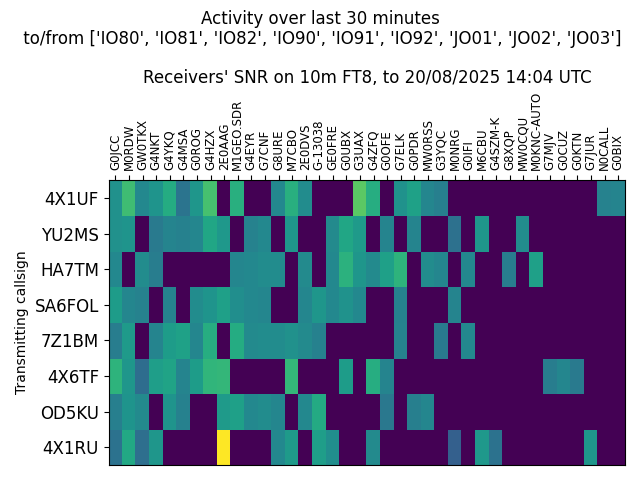 Activity over last 30 minutes
to/from ['IO80', 'IO81', 'IO82', 'IO90', 'IO91', 'IO92', 'JO01', 'JO02', 'JO03']
Receivers' SNR on 10m FT8, to 20/08/2025 14:04 UTC
G0JCC
M0RDW
GW0TKX
G4NKT
G4YKQ
G4MSA
G0ROG
G4HZX
2E0AAG
M1GEO-SDR
G4EYR
G7CNF
G8URE
M7CBO
2E0DVS
G-13038
GE0FRE
G0UBX
G3UAX
G4ZFQ
G0OFE
G7ELK
G0PDR
MW0RSS
G3YQC
M0NRG
G0IFI
M6CBU
G4SZM-K
G8XQP
MW0CQU
M0KNC-AUTO
G7MJV
G0CUZ
G0KTN
G7JUR
N0CALL
G0BIX
Transmitting callsign
4X1UF
YU2MS
HA7TM
SA6FOL
7Z1BM
4X6TF
OD5KU
4X1RU